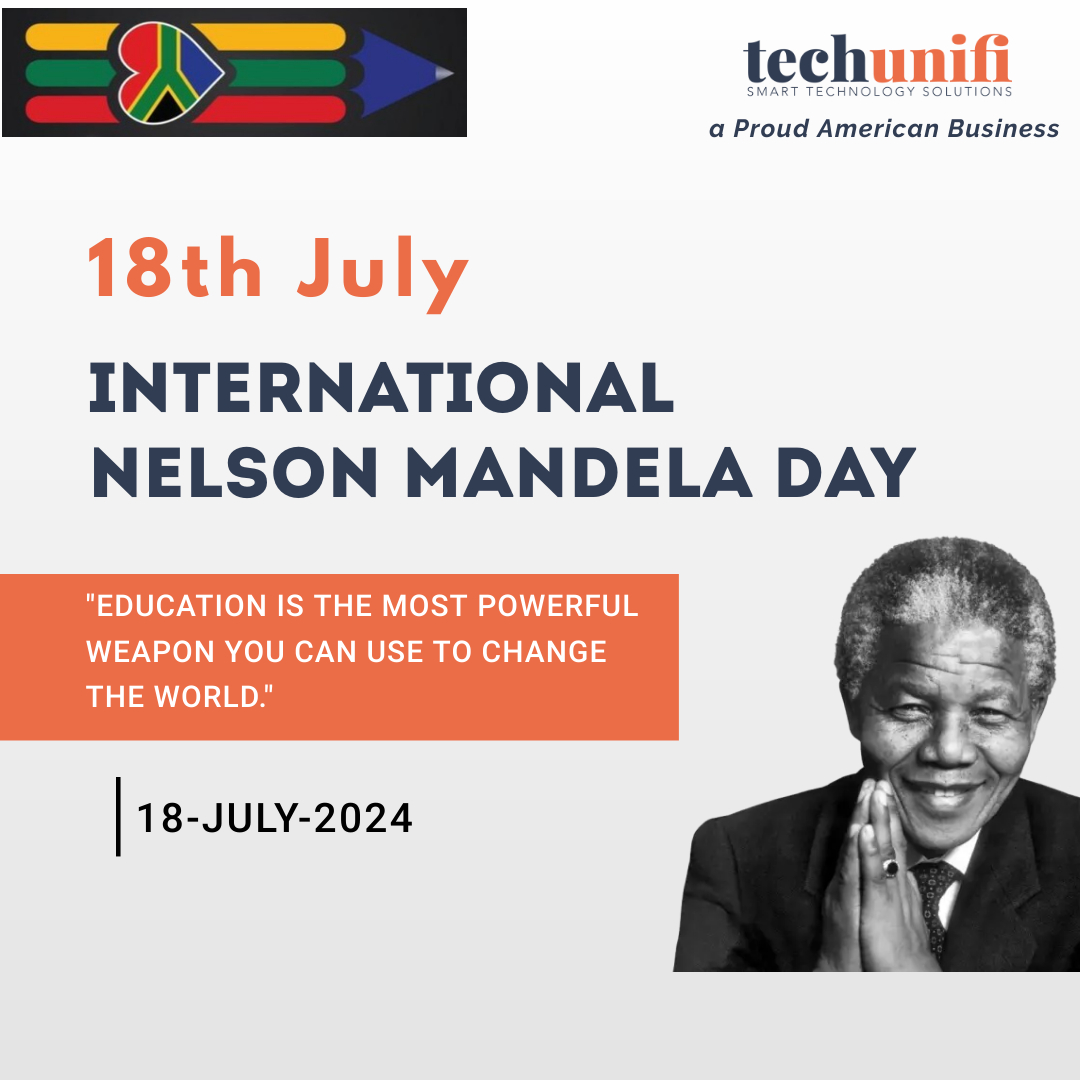 techunifi
SMART TECHNOLOGY SOLUTIONS
a Proud American Business
18th July
INTERNATIONAL
NELSON MANDELA DAY
"EDUCATION IS THE MOST POWERFUL
WEAPON YOU CAN USE TO CHANGE
THE WORLD."
18-JULY-2024